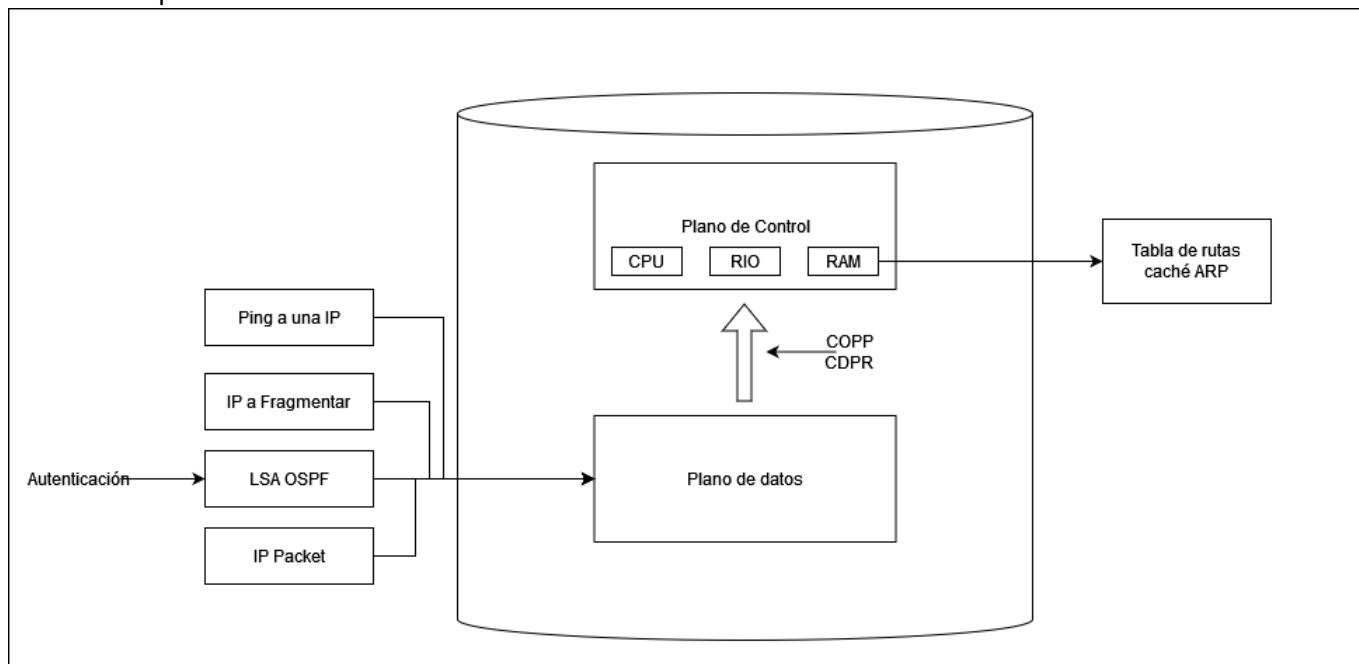 Plano de Control
CPU
RIO
RAM
Tabla de rutas
caché ARP
Ping a una IP
COPP
CDPR
IP a Fragmentar
Autenticación
LSA OSPF
Plano de datos
IP Packet